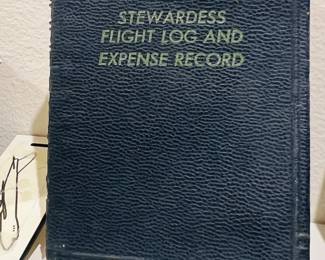 STEWARDESS
FLIGHT LOG AND
EXPENSE RECORD